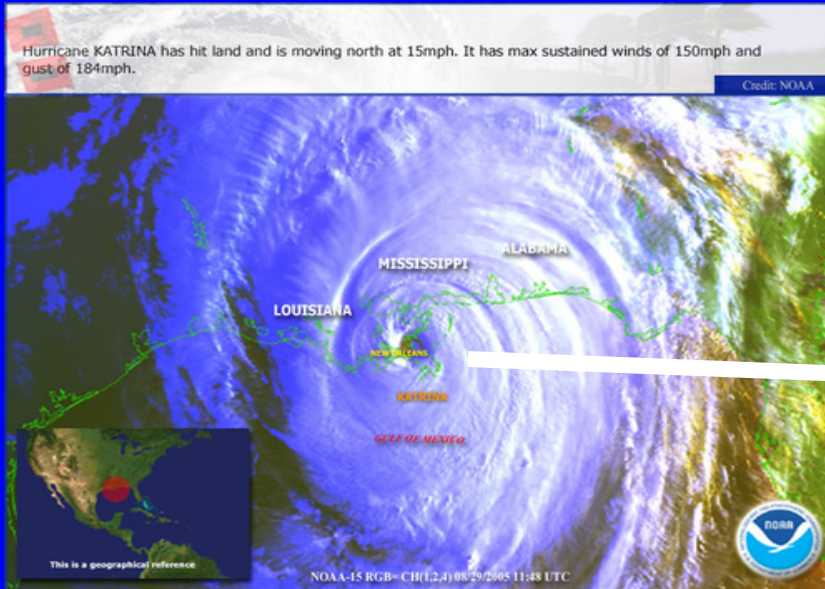 Hurricane KATRINA has hit land and is moving north at 15mph. It has max sustained winds of 150mph and
gust of 184mph.
Credit: NOAA
ALABAMA
MISSISSIPPI
LOUISIANA
NEW ORLEANS
KATRINA
GULF OF MEXICO
This is a geographical reference
NOAA
NOAA-15 RGB= CH(1,2,4) 08/29/2005 11:48 UTC